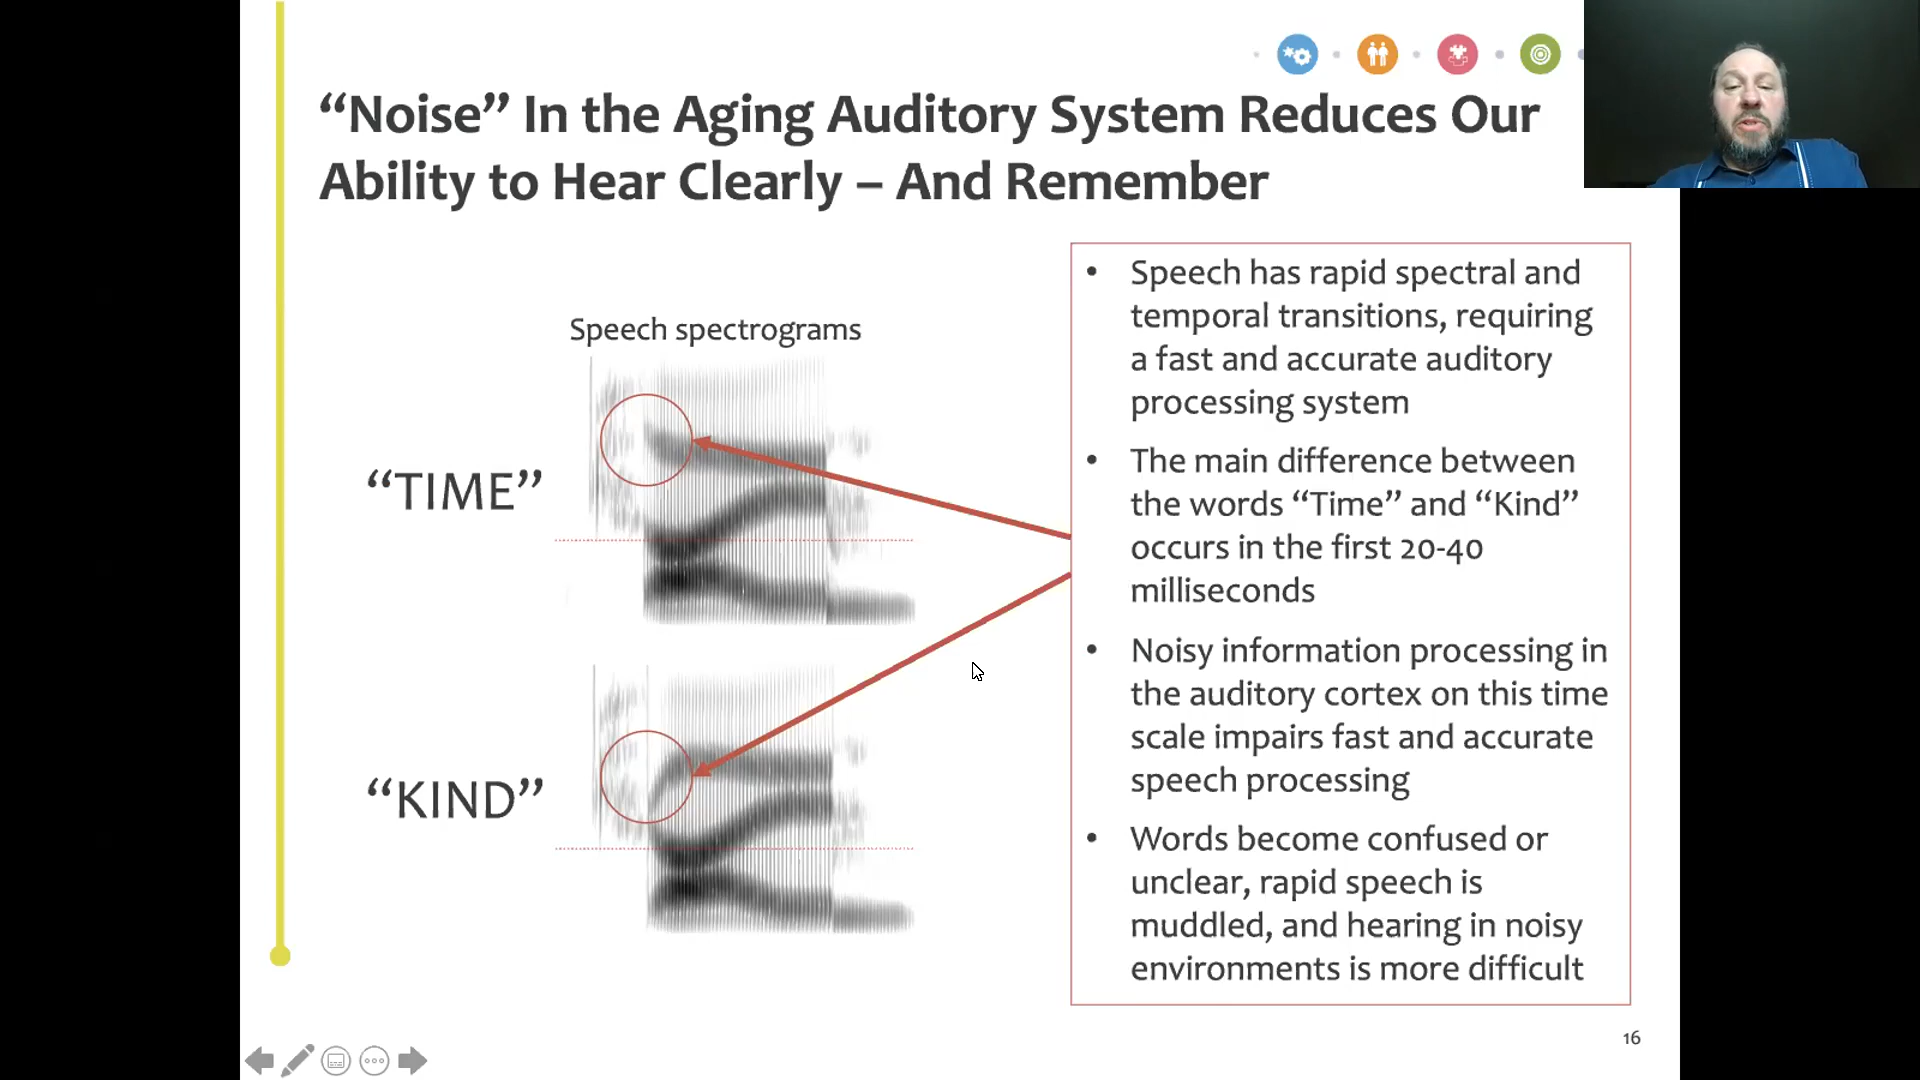 “Noise” In the Aging Auditory System Reduces Our
Ability to Hear Clearly – And Remember
Speech spectrograms
“TIME”
“KIND”
• Speech has rapid spectral and
temporal transitions, requiring
a fast and accurate auditory
processing system
• The main difference between
the words “Time” and “Kind”
occurs in the first 20-40
milliseconds
• Noisy information processing in
the auditory cortex on this time
scale impairs fast and accurate
speech processing
• Words become confused or
unclear, rapid speech is
muddled, and hearing in noisy
environments is more difficult
16